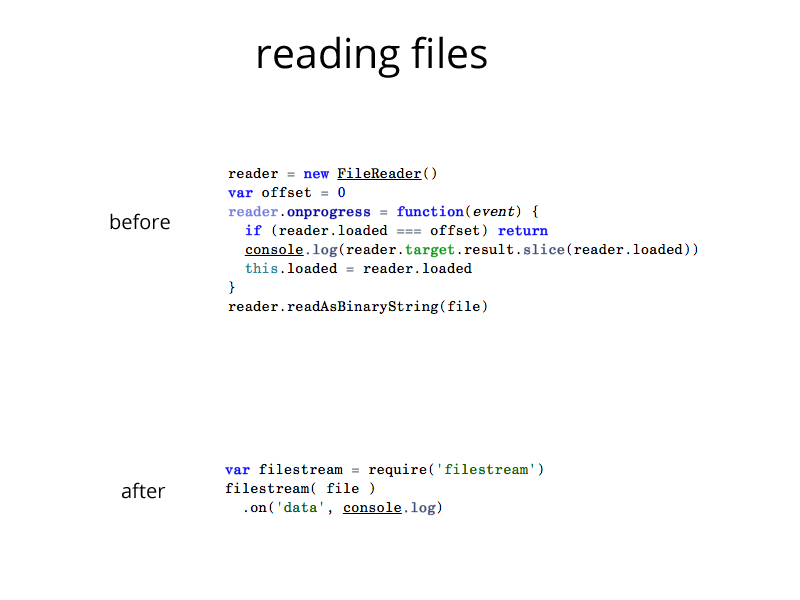 reading files
before
reader = new FileReader()
var offset = 0
reader.onprogress = function(event) {
  if (reader.loaded === offset) return
  console.log(reader.target.result.slice(reader.loaded))
  this.loaded = reader.loaded
}
reader.readAsBinaryString(file)
after
var filestream = require('filestream')
filestream( file )
  .on('data', console.log)